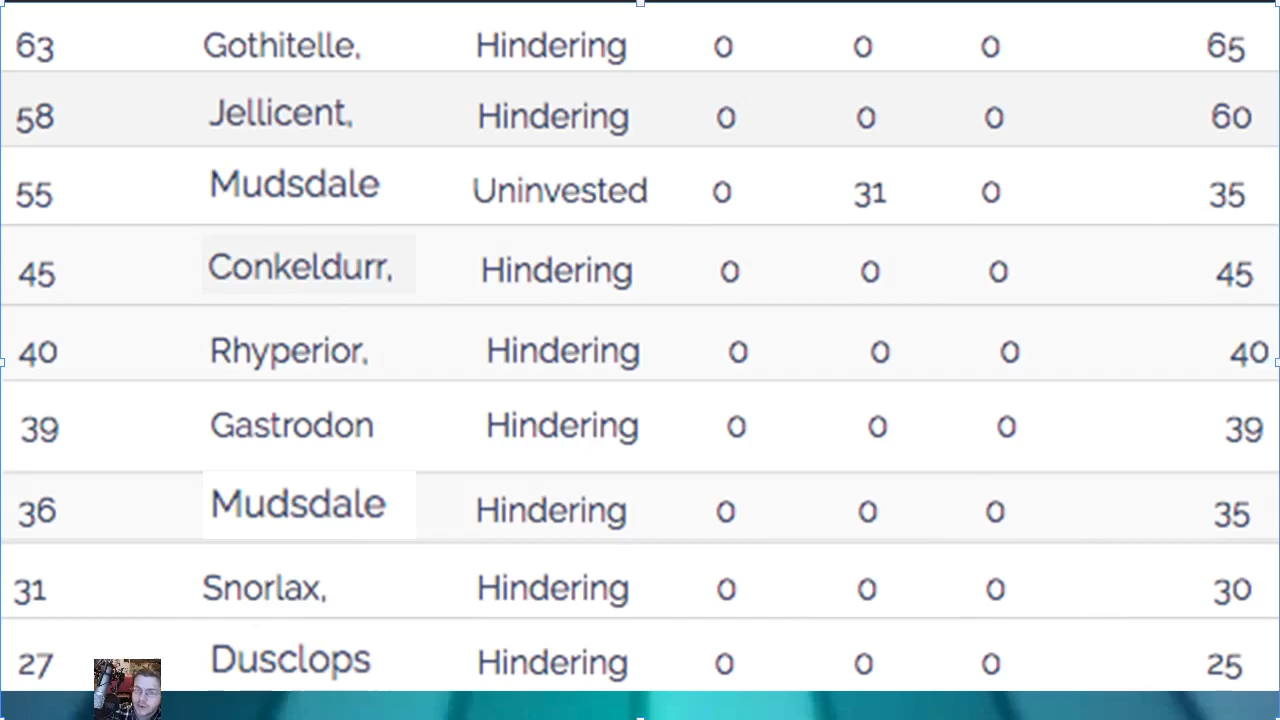 63 Gothitelle, Hindering 0 0 0 65
58 Jellicent, Hindering 0 0 0 60
55 Mudsdale Uninvested 0 31 0 35
45 Conkeldurr, Hindering 0 0 0 45
40 Rhyperior, Hindering 0 0 0 40
39 Gastrodon Hindering 0 0 0 39
36 Mudsdale Hindering 0 0 0 35
31 Snorlax, Hindering 0 0 0 30
27 Dusclops Hindering 0 0 0 25